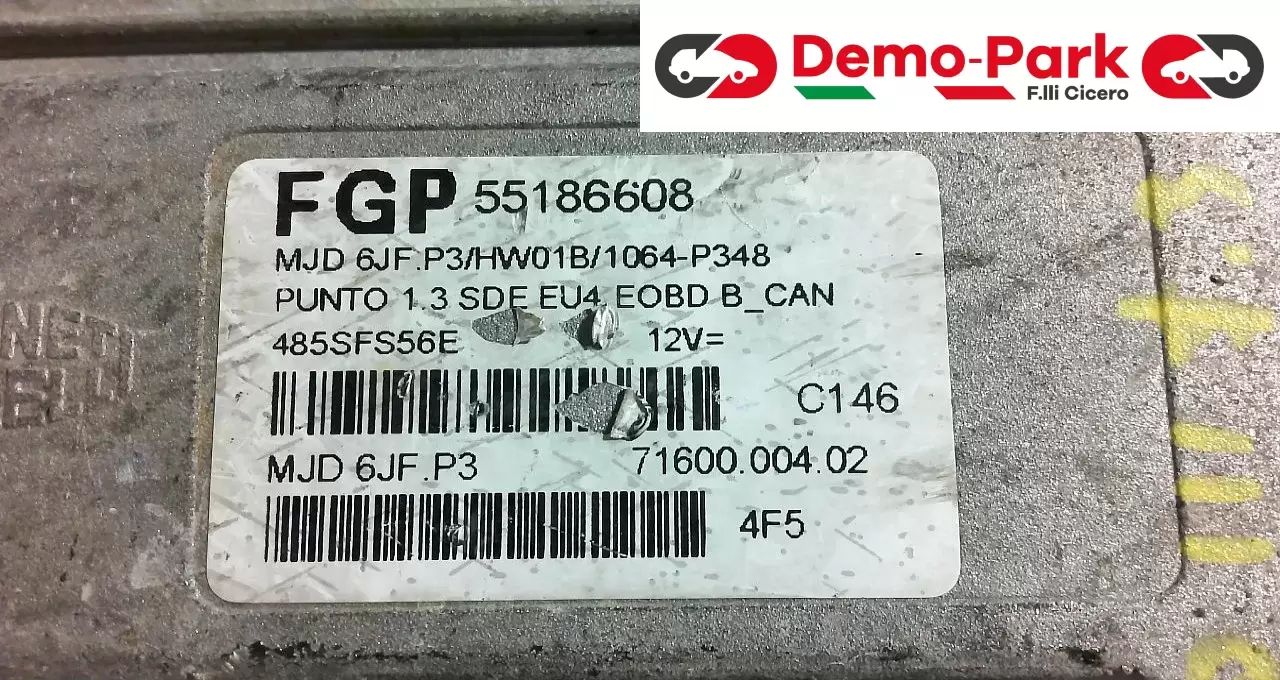 Demo-Park
F.lli Cicero
FGP 55186608
MJD 6JF.P3/HW01B/1064-P348
PUNTO 1.3 SDE EU4 EOBD B_CAN
485SFS56E 12V=
C146
MJD 6JF.P3 71600.004.02
4F5